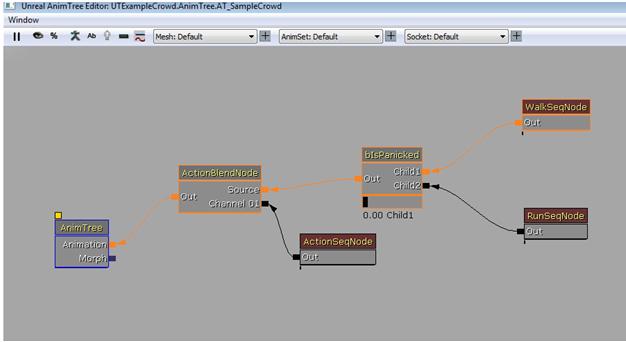 Unreal AnimTree Editor: UTExampleCrowd.AnimTree.AT_SampleCrowd
Window
% Ab Mesh: Default AnimSet: Default Socket: Default
WalkSeqNode
Out
bIsPanicked
Out Child1
Child2
0.00 Child1
ActionBlendNode
Out Source
Channel 01
RunSeqNode
Out
AnimTree
Animation
Morph
ActionSeqNode
Out